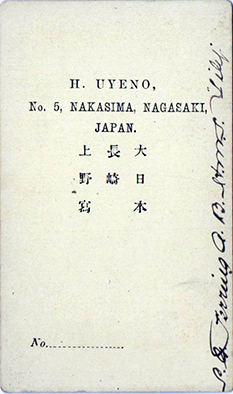 H. UYENO,
No. 5, NAKASIMA, NAGASAKI,
JAPAN.
上長大
野崎日
寫 本
No.
A. B.